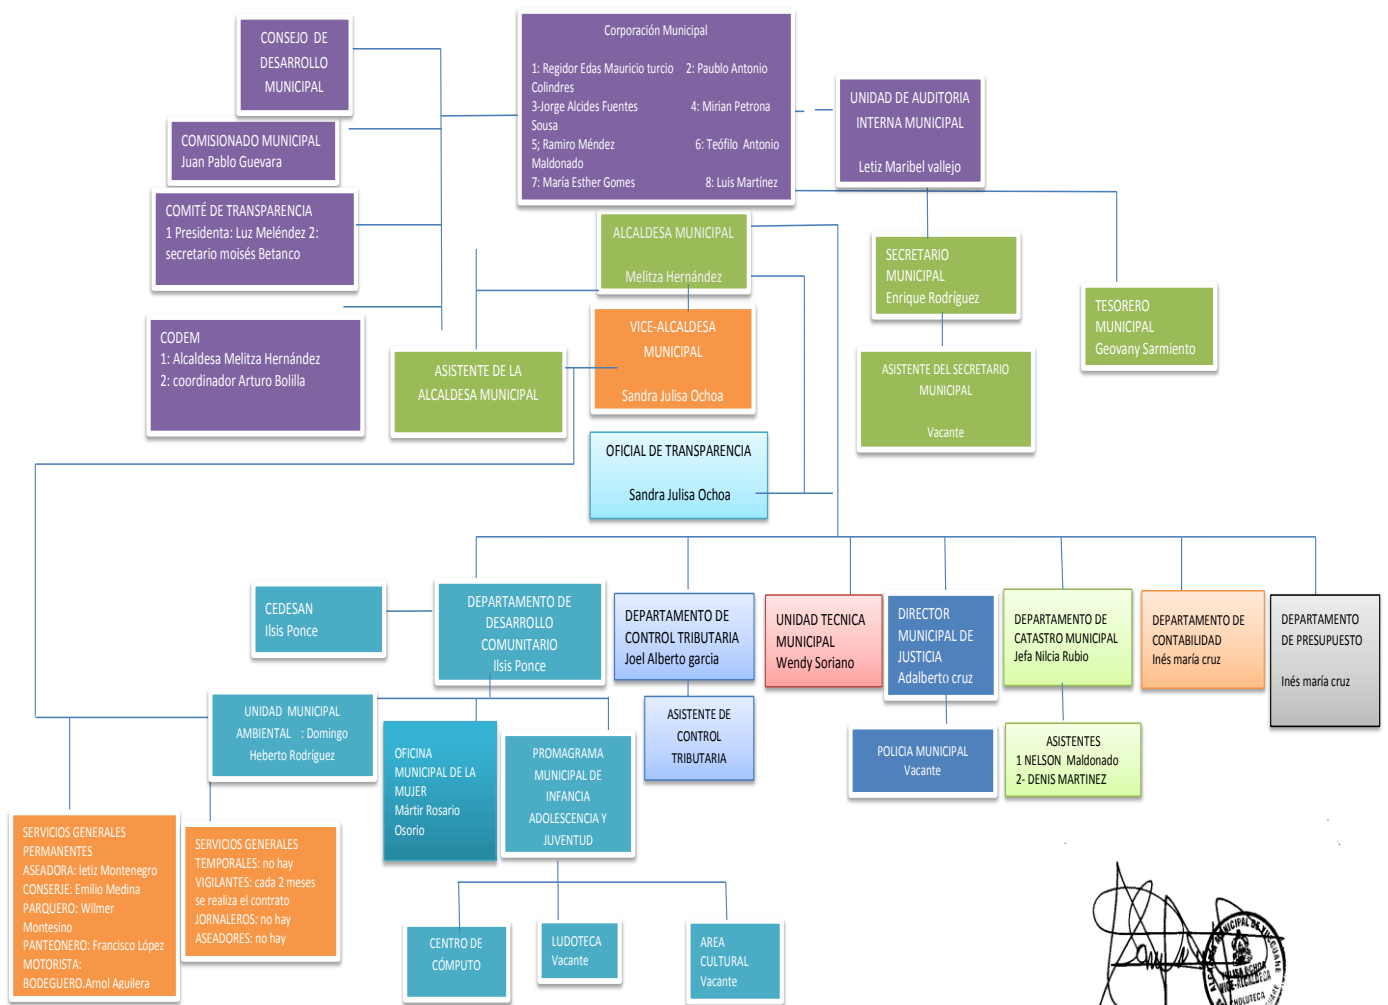 CONSEJO DE
DESARROLLO
MUNICIPAL
Corporación Municipal
1: Regidor Edas Mauricio turcio 2: Paublo Antonio
Colindres
3-Jorge Alcides Fuentes 4: Mirian Petrona
Sousa
5; Ramiro Méndez 6: Teófilo Antonio
Maldonado
7: María Esther Gomes 8: Luis Martínez
UNIDAD DE AUDITORIA
INTERNA MUNICIPAL
Letiz Maribel vallejo
COMISIONADO MUNICIPAL
Juan Pablo Guevara
COMITÉ DE TRANSPARENCIA
1 Presidenta: Luz Meléndez 2:
secretario moisés Betanco
ALCALDESA MUNICIPAL
Melitza Hernández
SECRETARIO
MUNICIPAL
Enrique Rodríguez
TESORERO
MUNICIPAL
Geovany Sarmiento
CODEM
1: Alcaldesa Melitza Hernández
2: coordinador Arturo Bolilla
ASISTENTE DE LA
ALCALDESA MUNICIPAL
VICE-ALCALDESA
MUNICIPAL
Sandra Julisa Ochoa
ASISTENTE DEL SECRETARIO
MUNICIPAL
Vacante
OFICIAL DE TRANSPARENCIA
Sandra Julisa Ochoa
CEDESAN
Ilsis Ponce
DEPARTAMENTO DE
DESARROLLO
COMUNITARIO
Ilsis Ponce
DEPARTAMENTO DE
CONTROL TRIBUTARIA
Joel Alberto garcia
UNIDAD TECNICA
MUNICIPAL
Wendy Soriano
DIRECTOR
MUNICIPAL DE
JUSTICIA
Adalberto cruz
DEPARTAMENTO DE
CATASTRO MUNICIPAL
Jefa Nilcia Rubio
DEPARTAMENTO DE
CONTABILIDAD
Inés maría cruz
DEPARTAMENTO
DE PRESUPUESTO
Inés maría cruz
UNIDAD MUNICIPAL
AMBIENTAL : Domingo
Heberto Rodríguez
OFICINA
MUNICIPAL DE LA
MUJER
Mártir Rosario
Osorio
PROMAGRAMA
MUNICIPAL DE
INFANCIA
ADOLESCENCIA Y
JUVENTUD
ASISTENTE DE
CONTROL
TRIBUTARIA
POLICIA MUNICIPAL
Vacante
ASISTENTES
1 NELSON Maldonado
2- DENIS MARTINEZ
SERVICIOS GENERALES
PERMANENTES
ASEADORA: letiz Montenegro
CONSERJE: Emilio Medina
PARQUERO: Wilmer
Montesino
PANTEONERO: Francisco López
MOTORISTA:
BODEGUERO.Arnol Aguilera
SERVICIOS GENERALES
TEMPORALES: no hay
VIGILANTES: cada 2 meses
se realiza el contrato
JORNALEROS: no hay
ASEADORES: no hay
CENTRO DE
CÓMPUTO
LUDOTECA
Vacante
AREA
CULTURAL
Vacante
VICE-ALCALDESA